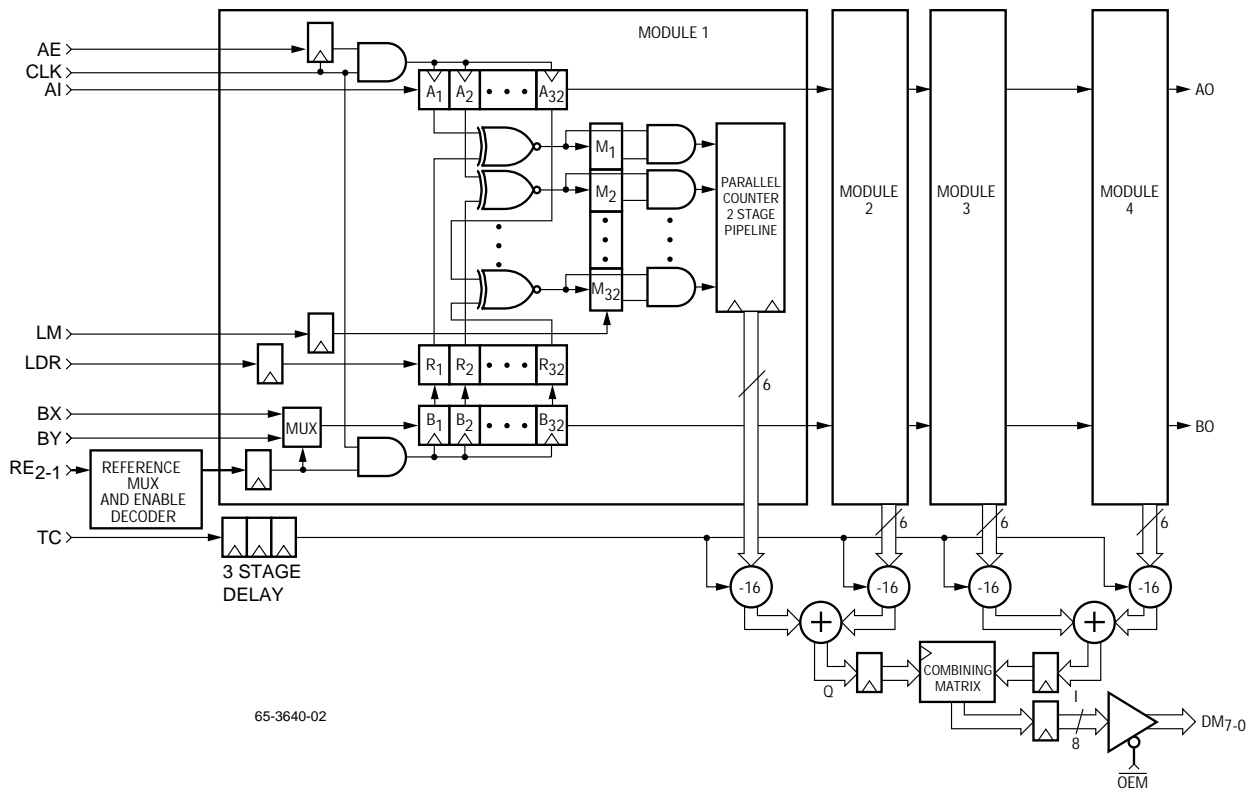 MODULE 1
AE
CLK
AI
A1 A2 • • • A32
AO
M1
M2
M32
PARALLEL
COUNTER
2 STAGE
PIPELINE
MODULE
2
MODULE
3
MODULE
4
LM
LDR
R1 R2 • • • R32
BX
BY
MUX
B1 B2 • • • B32
BO
RE2-1
REFERENCE
MUX
AND ENABLE
DECODER
6
6
6
6
TC
3 STAGE
DELAY
-16
-16
-16
-16
+
+
Q
COMBINING
MATRIX
I
8
DM7-0
OEM
65-3640-02